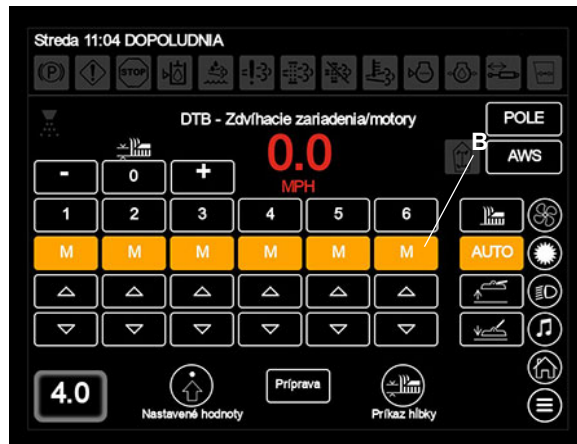 Streda 11:04 DOPOLUDNIA
STOP
DTB - Zdvíhacie zariadenia/motory
POLE
0.0
B
AWS
- 0 +
MPH
1 2 3 4 5 6
M M M M M M AUTO
4.0
Príprava
Nastavené hodnoty
Príkaz hĺbky